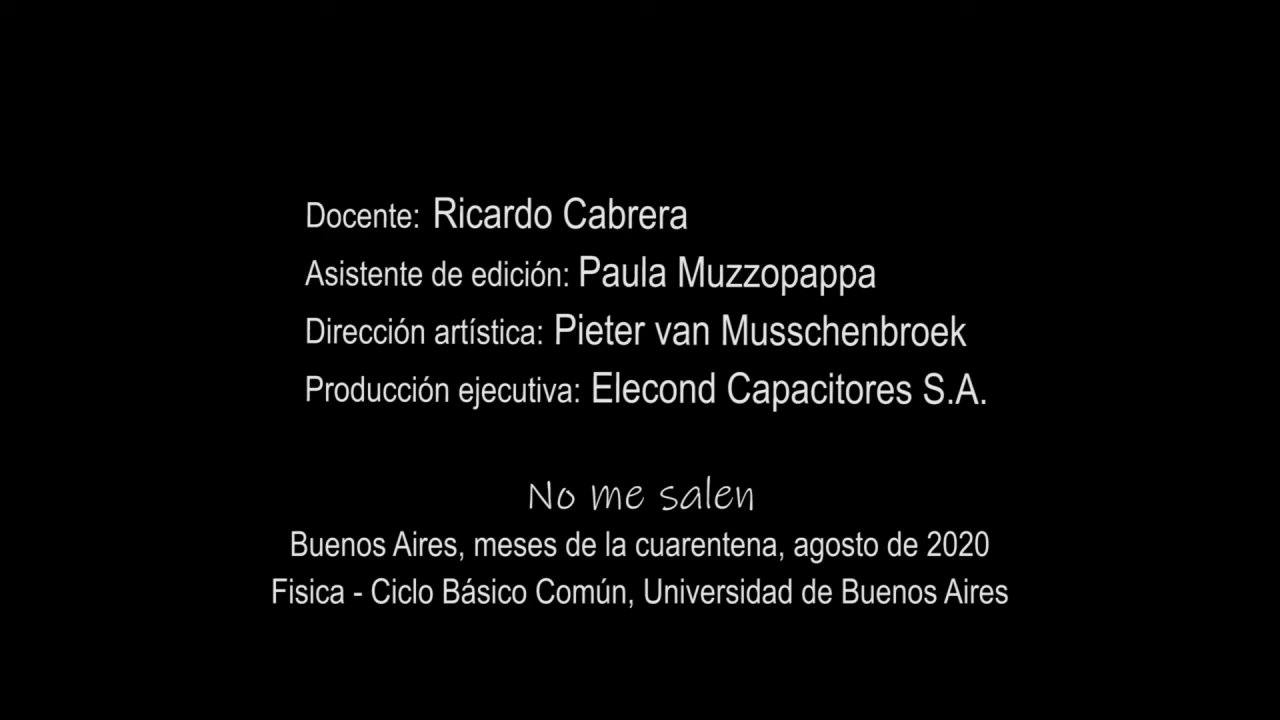 Docente: Ricardo Cabrera
Asistente de edición: Paula Muzzopappa
Dirección artística: Pieter van Musschenbroek
Producción ejecutiva: Elecond Capacitores S.A.
No me salen
Buenos Aires, meses de la cuarentena, agosto de 2020
Fisica - Ciclo Básico Común, Universidad de Buenos Aires